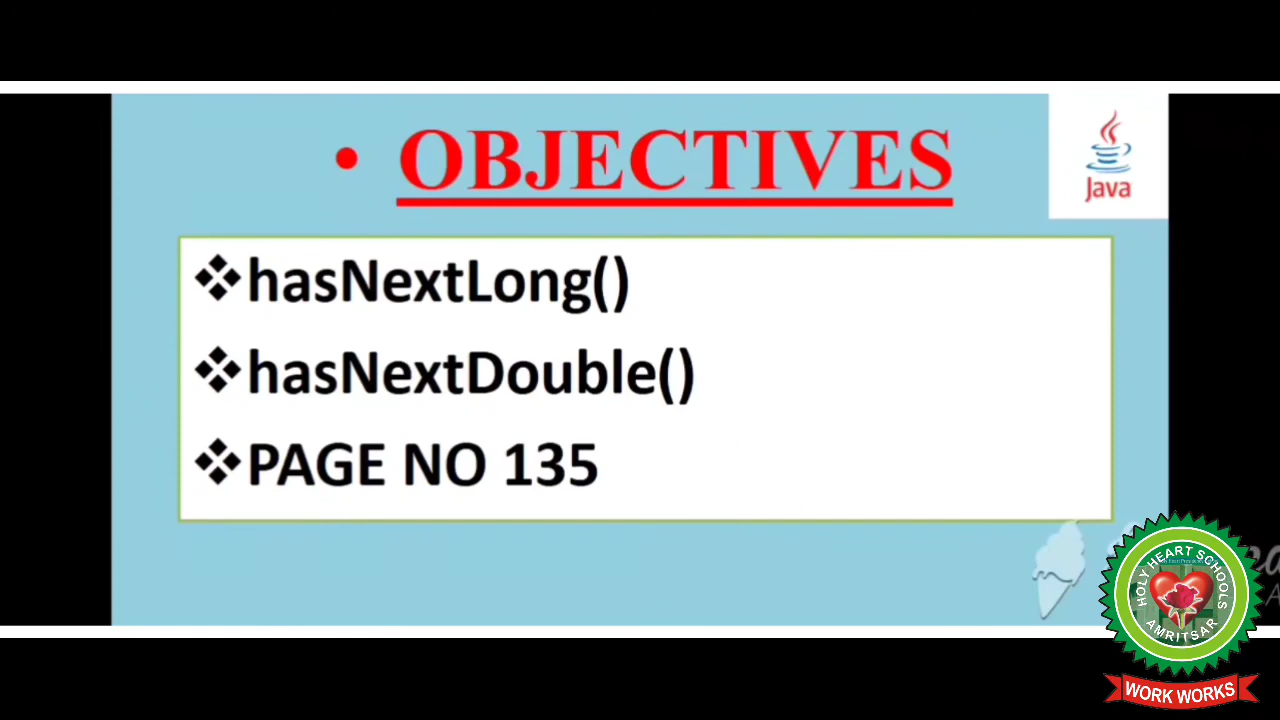 • OBJECTIVES
Java
❖hasNextLong()
❖hasNextDouble()
❖PAGE NO 135
HOLY HEART SCHOOLS
AMRITSAR
WORK WORKS